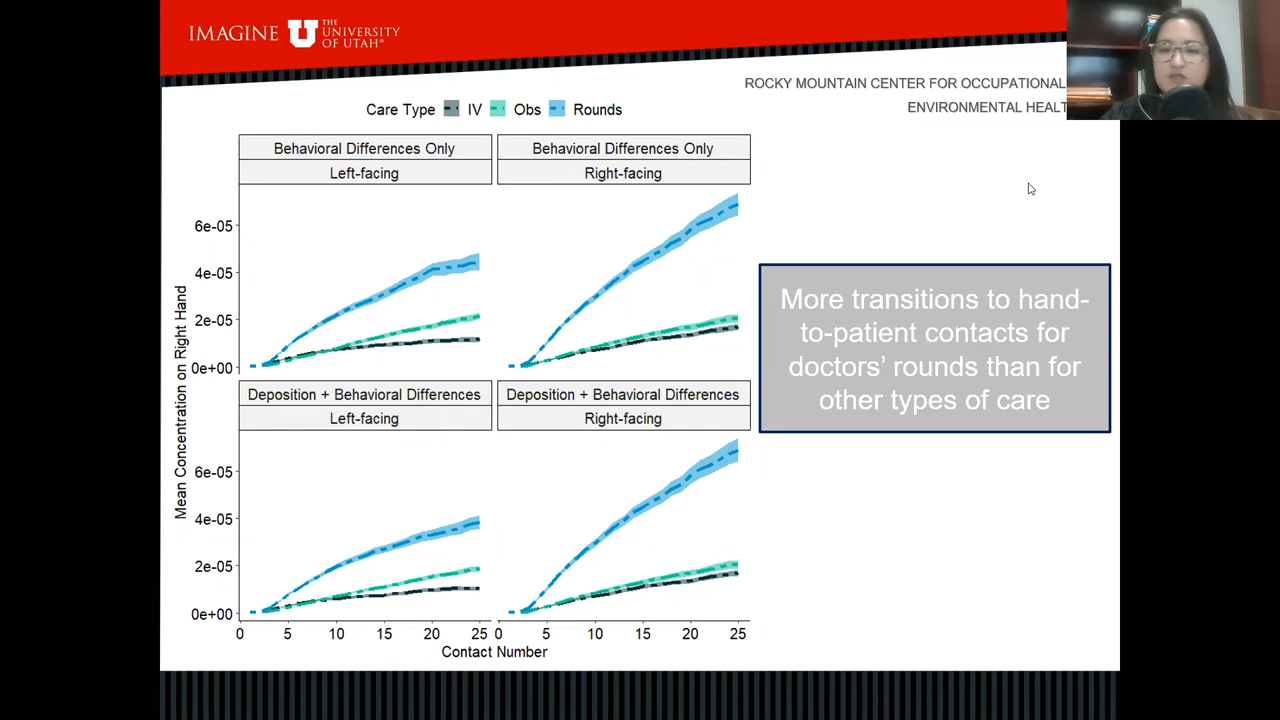 IMAGINE
THE
UNIVERSITY
OF UTAH®
ROCKY MOUNTAIN CENTER FOR OCCUPATIONAL
ENVIRONMENTAL HEALT
Care Type IV Obs Rounds
Behavioral Differences Only
Left-facing
Behavioral Differences Only
Right-facing
6e-05
4e-05
2e-05
0e+00
Mean Concentration on Right Hand
Deposition + Behavioral Differences
Left-facing
Deposition + Behavioral Differences
Right-facing
6e-05
4e-05
2e-05
0e+00
0 5 10 15 20 25
0 5 10 15 20 25
Contact Number
More transitions to hand-
to-patient contacts for
doctors' rounds than for
other types of care